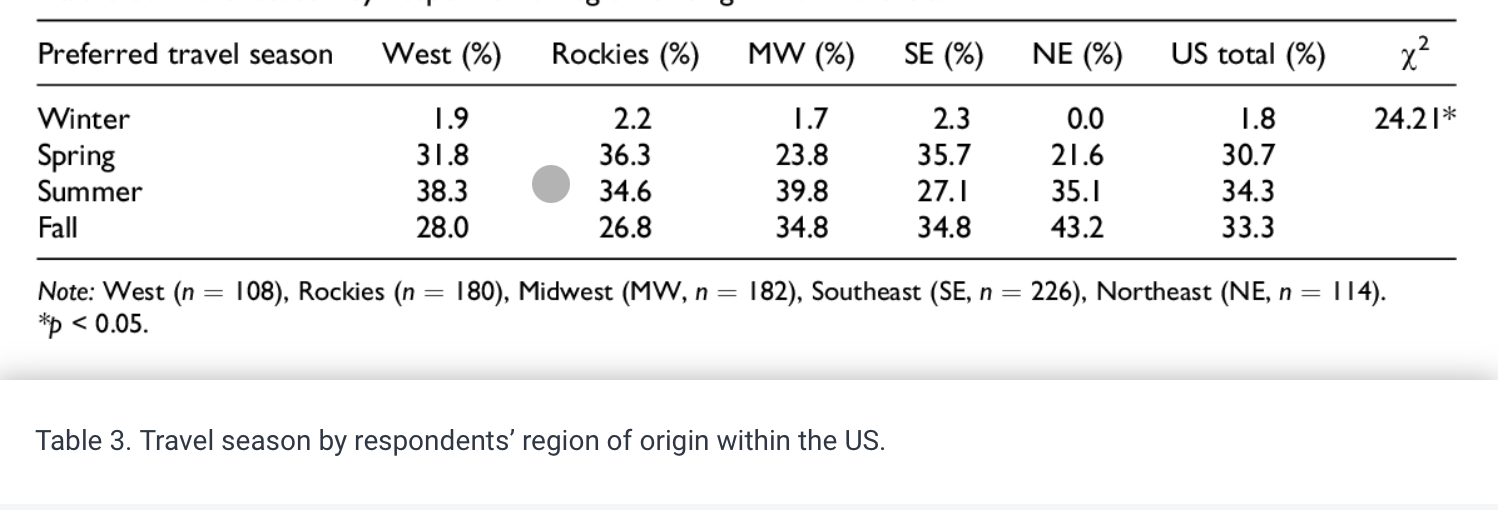 Preferred travel season West (%) Rockies (%) MW (%) SE (%) NE (%) US total (%) χ²
Winter 1.9 2.2 1.7 2.3 0.0 1.8 24.21*
Spring 31.8 36.3 23.8 35.7 21.6 30.7
Summer 38.3 34.6 39.8 27.1 35.1 34.3
Fall 28.0 26.8 34.8 34.8 43.2 33.3
Note: West (n = 108), Rockies (n = 180), Midwest (MW, n = 182), Southeast (SE, n = 226), Northeast (NE, n = 114).
*p < 0.05.
Table 3. Travel season by respondents’ region of origin within the US.